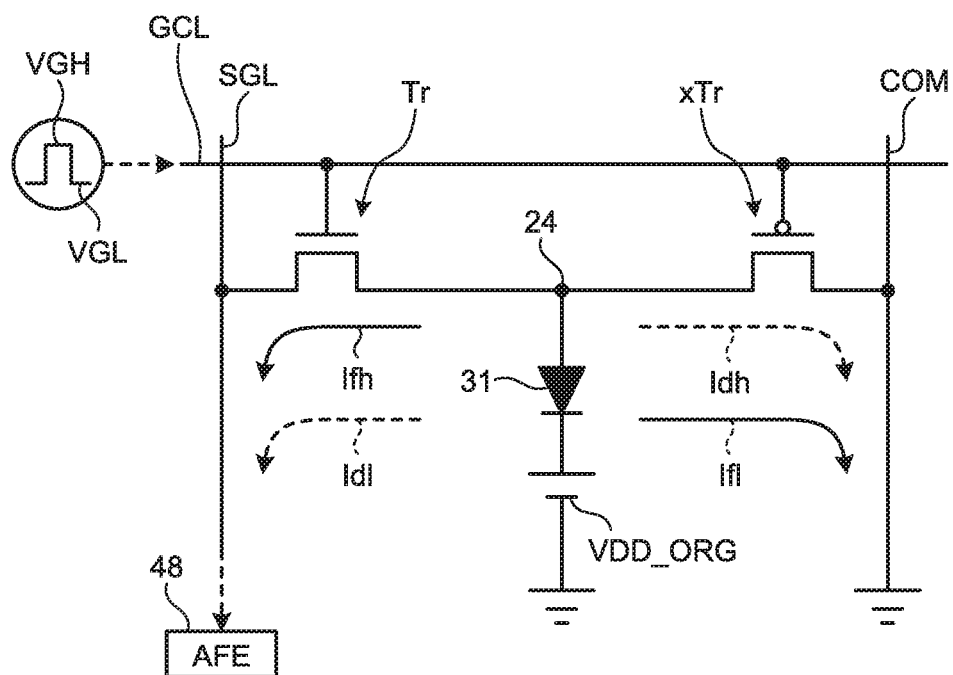 GCL
VGH
SGL
Tr
xTr
COM
VGL
24
Ifh
Idh
31
Idl
Ifl
VDD_ORG
48
AFE